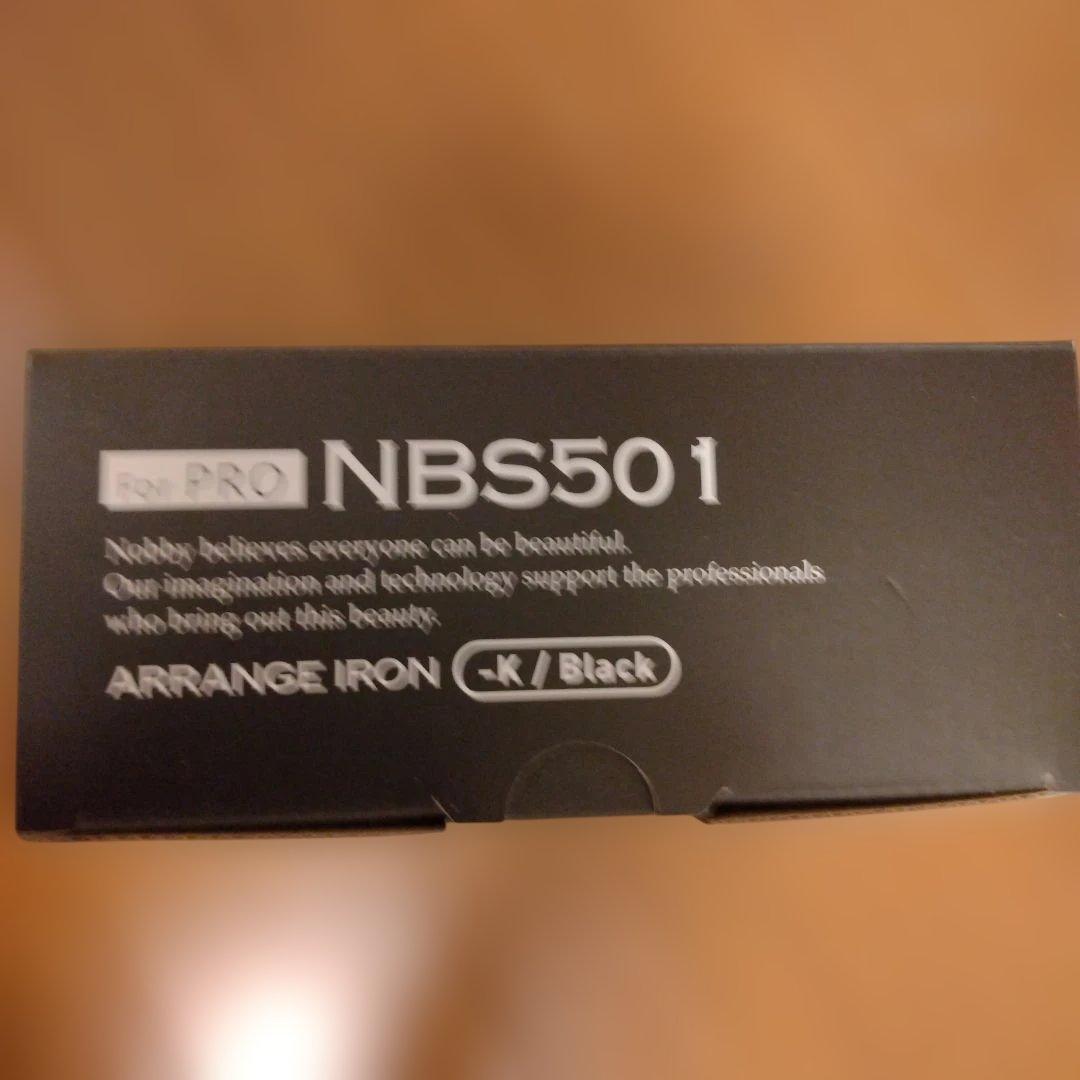 For PRO NBS501
Nobby believes everyone can be beautiful.
Our imagination and technology support the professionals
who bring out this beauty.
ARRANGE IRON -K / Black